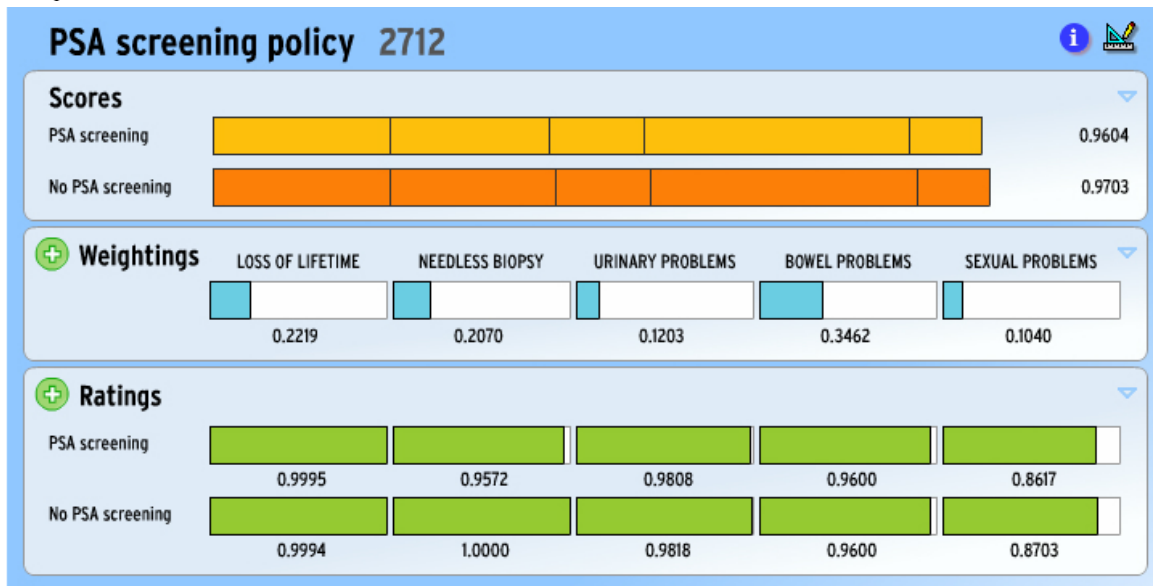 PSA screening policy 2712
Scores
PSA screening 0.9604
No PSA screening 0.9703
Weightings
LOSS OF LIFETIME NEEDLESS BIOPSY URINARY PROBLEMS BOWEL PROBLEMS SEXUAL PROBLEMS
0.2219 0.2070 0.1203 0.3462 0.1040
Ratings
PSA screening
0.9995 0.9572 0.9808 0.9600 0.8617
No PSA screening
0.9994 1.0000 0.9818 0.9600 0.8703